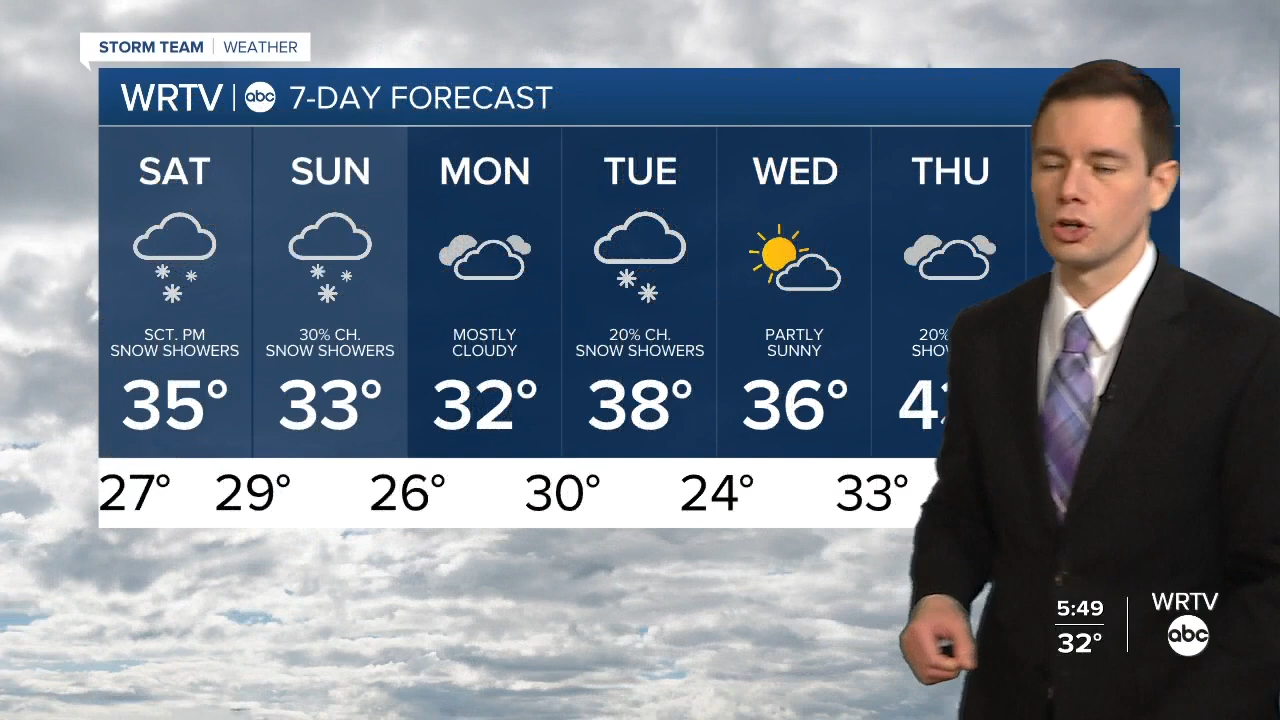 STORM TEAM | WEATHER
WRTV | abc 7-DAY FORECAST
SAT SUN MON TUE WED THU
SCT. PM
SNOW SHOWERS
30% CH.
SNOW SHOWERS
MOSTLY
CLOUDY
20% CH.
SNOW SHOWERS
PARTLY
SUNNY
20%
35° 33° 32° 38° 36°
27° 29° 26° 30° 24° 33°
5:49
32°
WRTV
abc